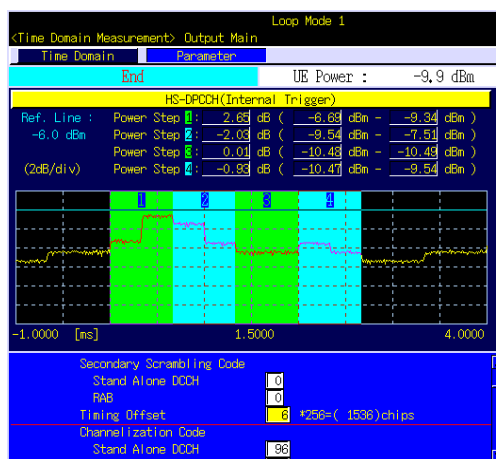 Loop Mode 1
<Time Domain Measurement> Output Main
Time Domain Parameter
End UE Power : -9.9 dBm
HS-DPCCH(Internal Trigger)
Ref. Line : Power Step 1: 2.65 dB ( -6.69 dBm - -9.34 dBm )
-6.0 dBm Power Step 2: -2.03 dB ( -9.54 dBm - -7.51 dBm )
Power Step 3: 0.01 dB ( -10.48 dBm - -10.49 dBm )
(2dB/div) Power Step 4: -0.93 dB ( -10.47 dBm - -9.54 dBm )
1 2 3 4
-1.0000 [ms] 1.5000 4.0000
Secondary Scrambling Code
Stand Alone DCCH 0
RAB 0
Timing Offset 6 *256=( 1536)chips
Channelization Code
Stand Alone DCCH 96